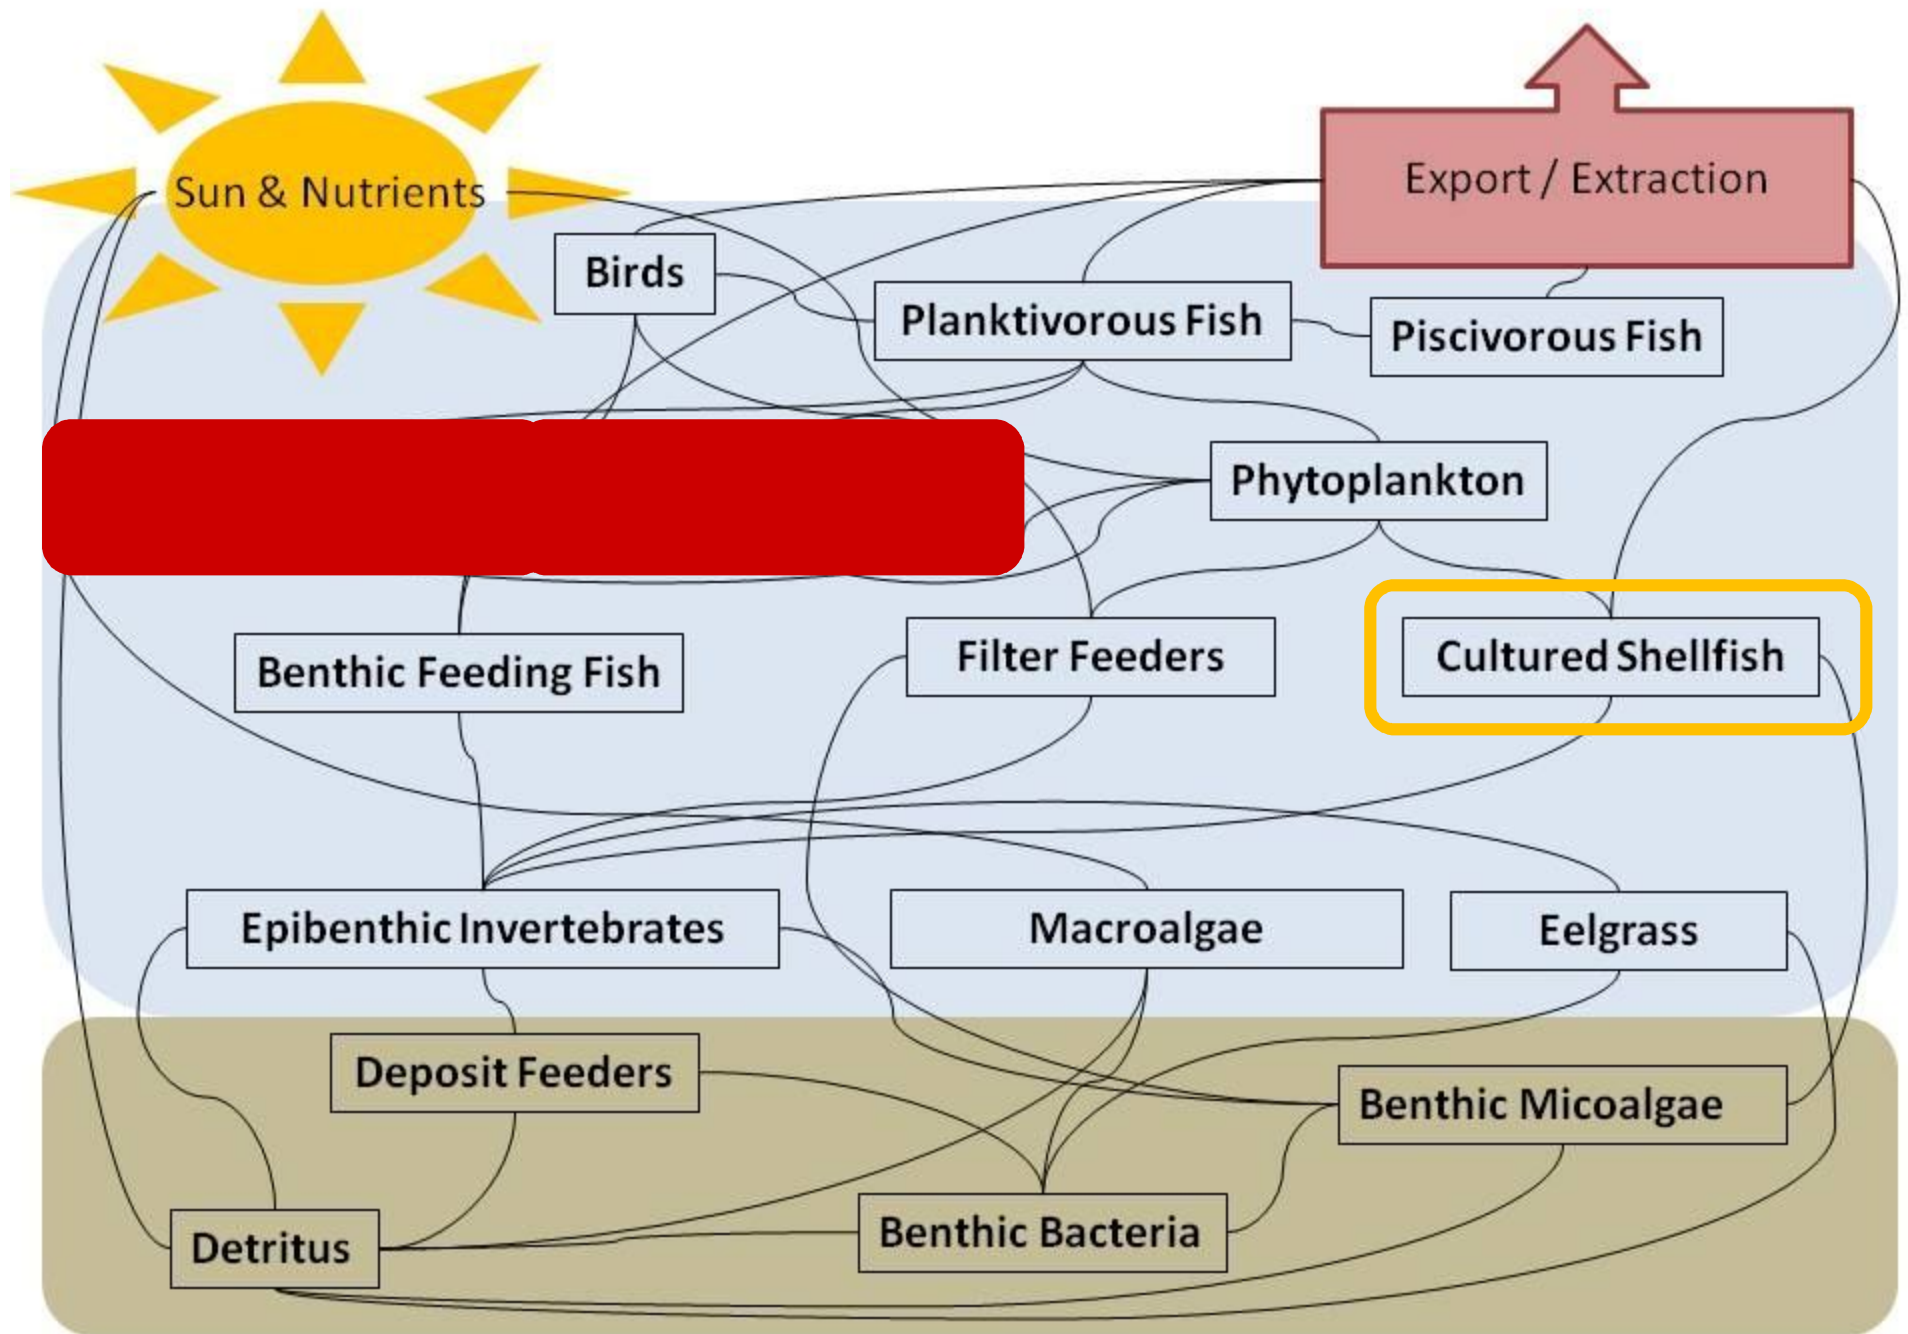 Sun & Nutrients
Export / Extraction
Birds
Planktivorous Fish
Piscivorous Fish
Phytoplankton
Benthic Feeding Fish
Filter Feeders
Cultured Shellfish
Epibenthic Invertebrates
Macroalgae
Eelgrass
Deposit Feeders
Benthic Micoalgae
Detritus
Benthic Bacteria